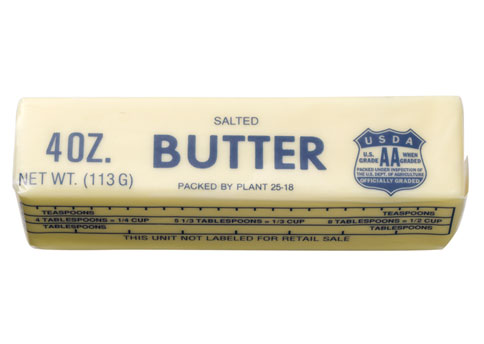 SALTED
4 OZ.
NET WT. (113 G)
BUTTER
PACKED BY PLANT 25-18
USDA
U.S. GRADE AA WHEN GRADED
PACKED UNDER INSPECTION OF
THE U.S. DEPT. OF AGRICULTURE
OFFICIALLY GRADED
TEASPOONS TEASPOONS
4 TABLESPOONS = 1/4 CUP 5 1/3 TABLESPOONS = 1/3 CUP 8 TABLESPOONS = 1/2 CUP
TABLESPOONS TABLESPOONS
THIS UNIT NOT LABELED FOR RETAIL SALE